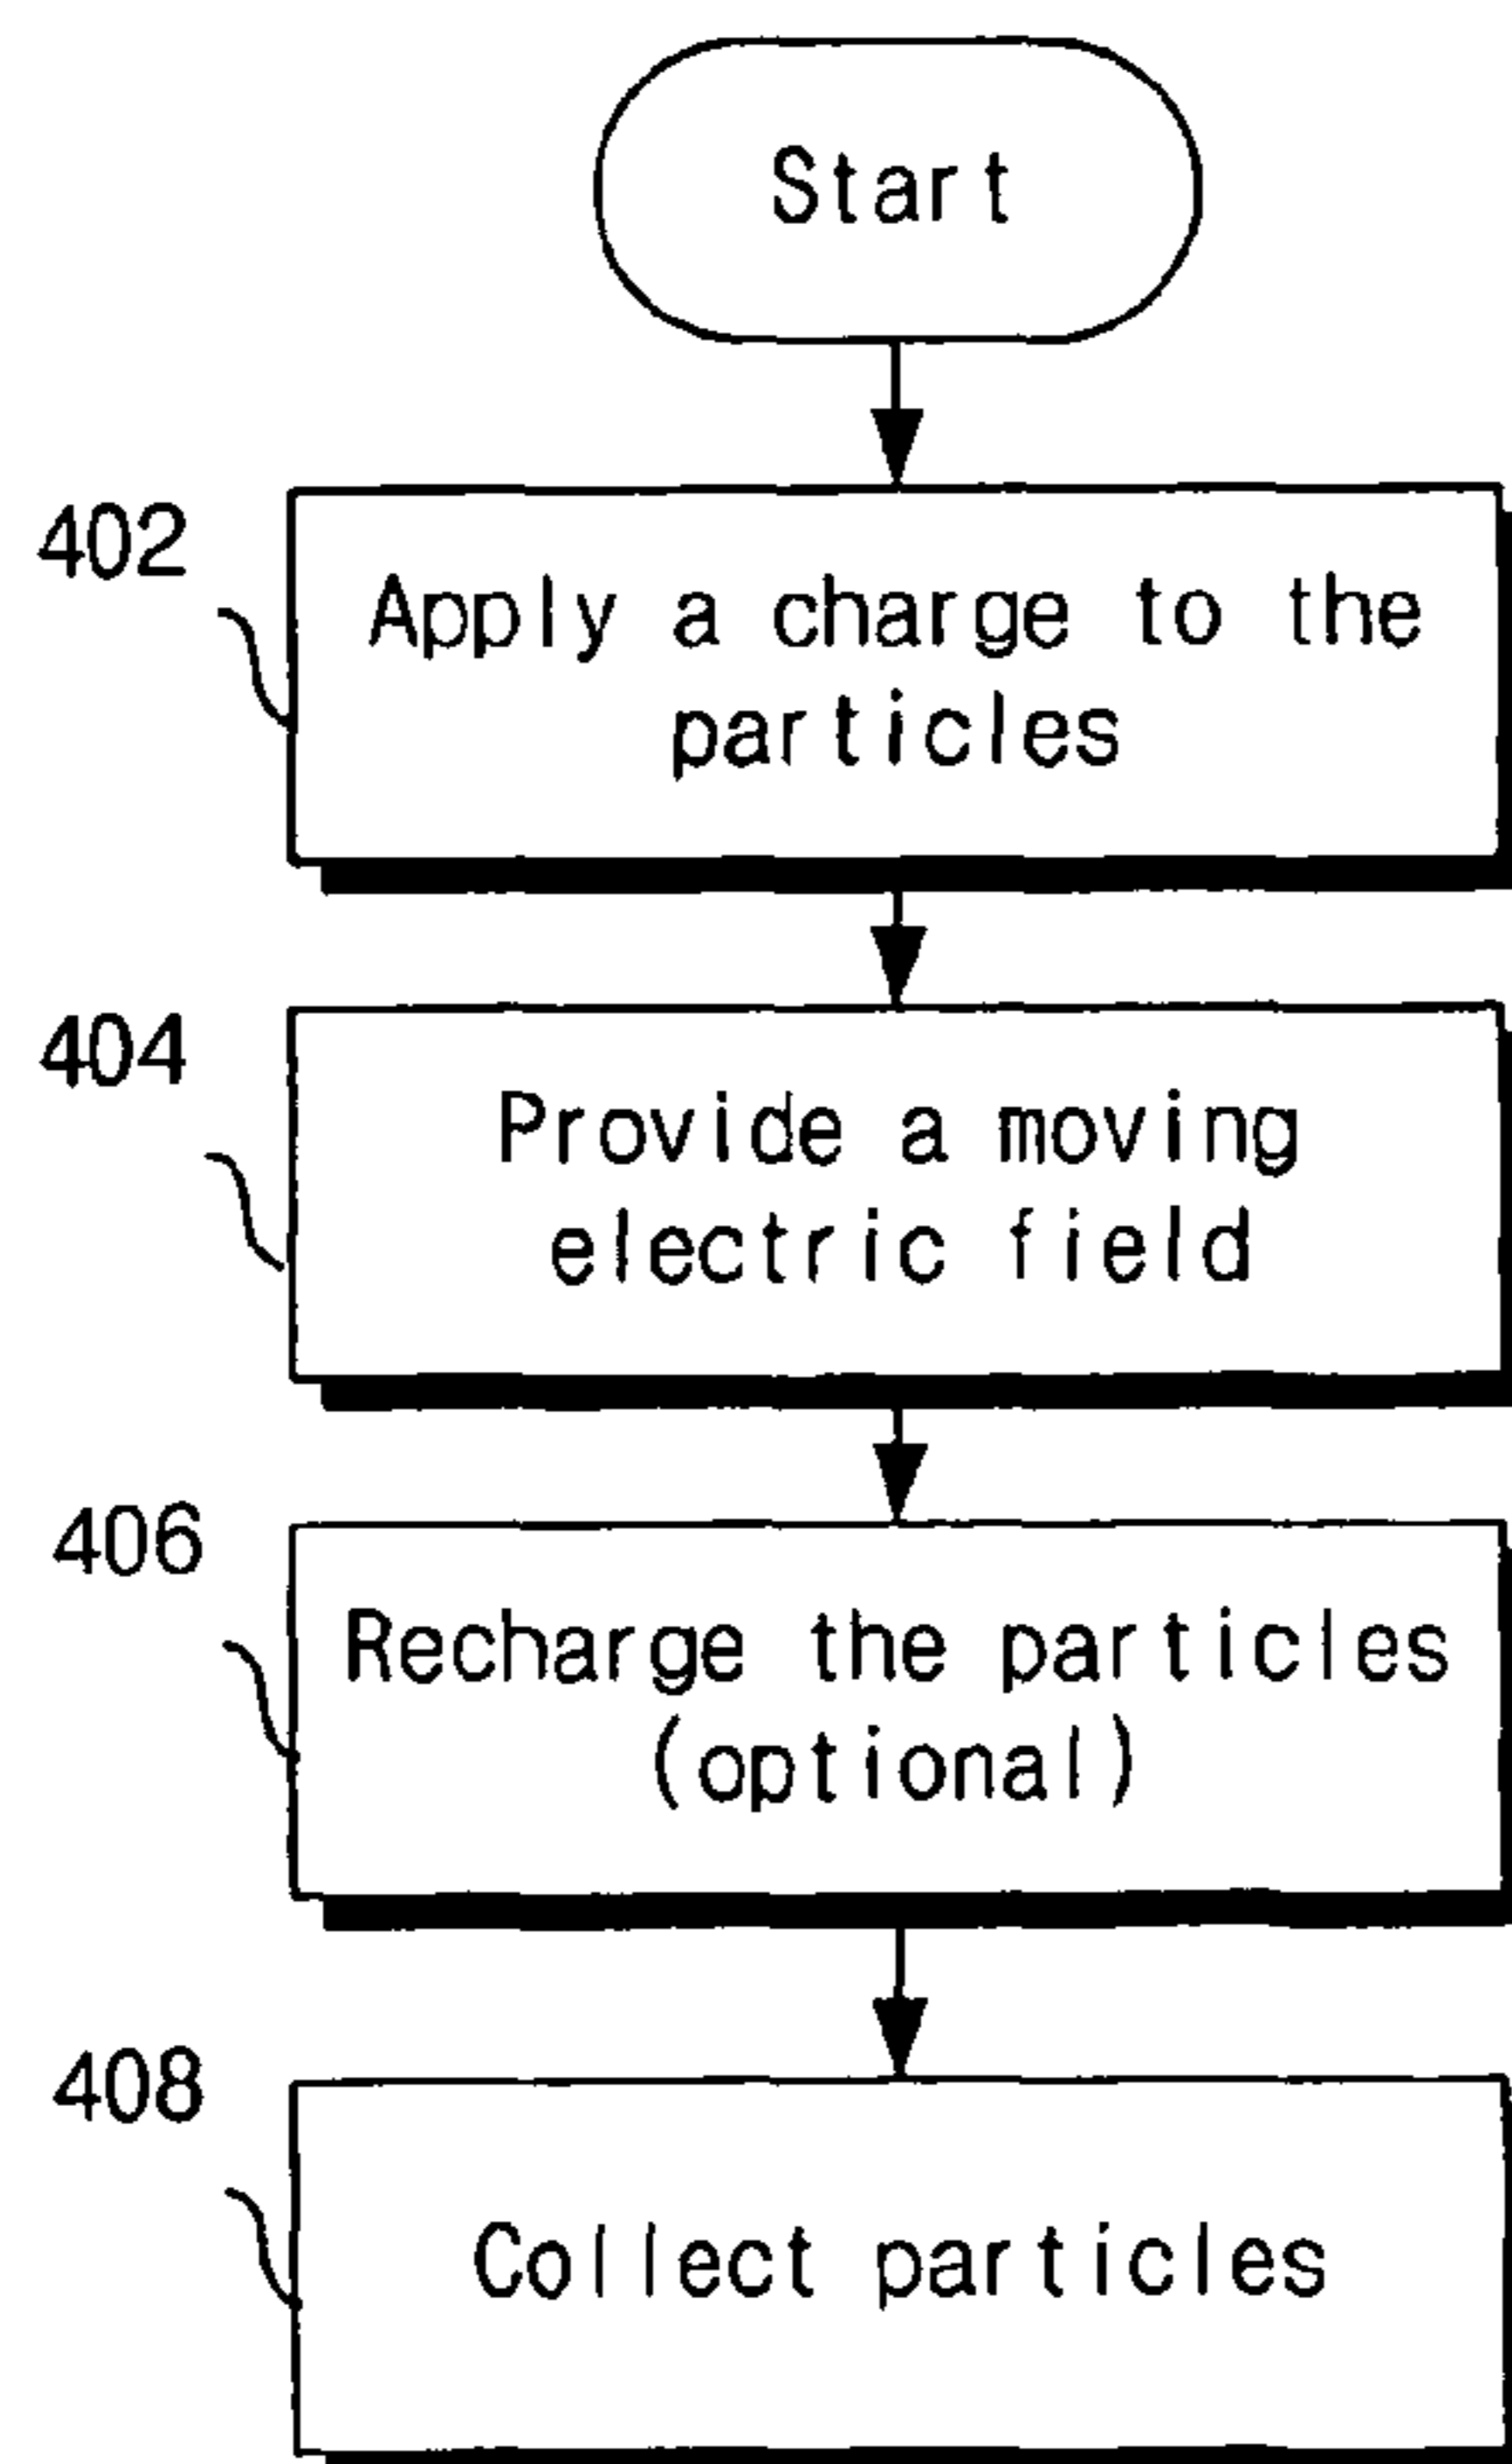 Start
402
Apply a charge to the
particles
404
Provide a moving
electric field
406
Recharge the particles
(optional)
408
Collect particles